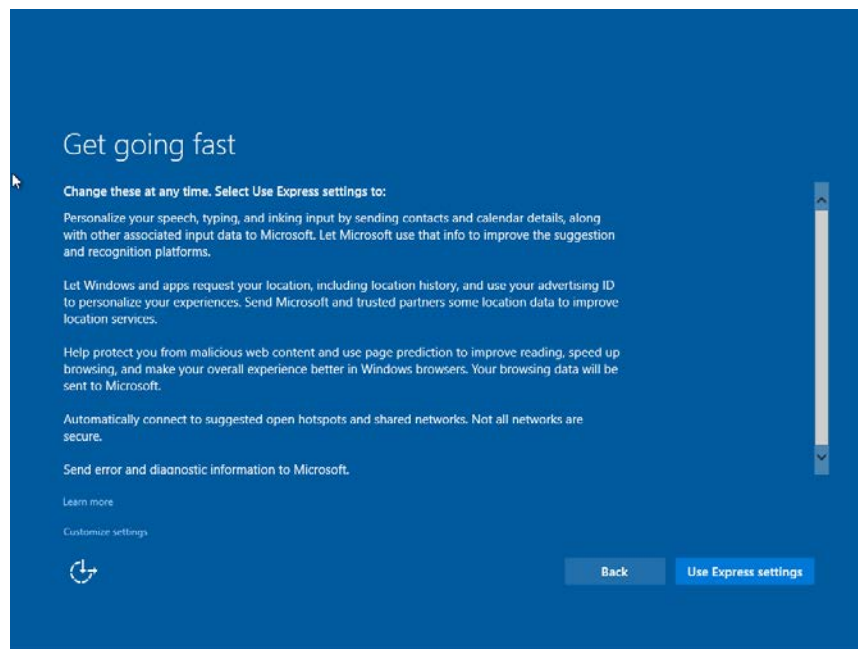 Get going fast
Change these at any time. Select Use Express settings to:
Personalize your speech, typing, and inking input by sending contacts and calendar details, along
with other associated input data to Microsoft. Let Microsoft use that info to improve the suggestion
and recognition platforms.
Let Windows and apps request your location, including location history, and use your advertising ID
to personalize your experiences. Send Microsoft and trusted partners some location data to improve
location services.
Help protect you from malicious web content and use page prediction to improve reading, speed up
browsing, and make your overall experience better in Windows browsers. Your browsing data will be
sent to Microsoft.
Automatically connect to suggested open hotspots and shared networks. Not all networks are
secure.
Send error and diagnostic information to Microsoft.
Learn more
Customize settings
Back
Use Express settings